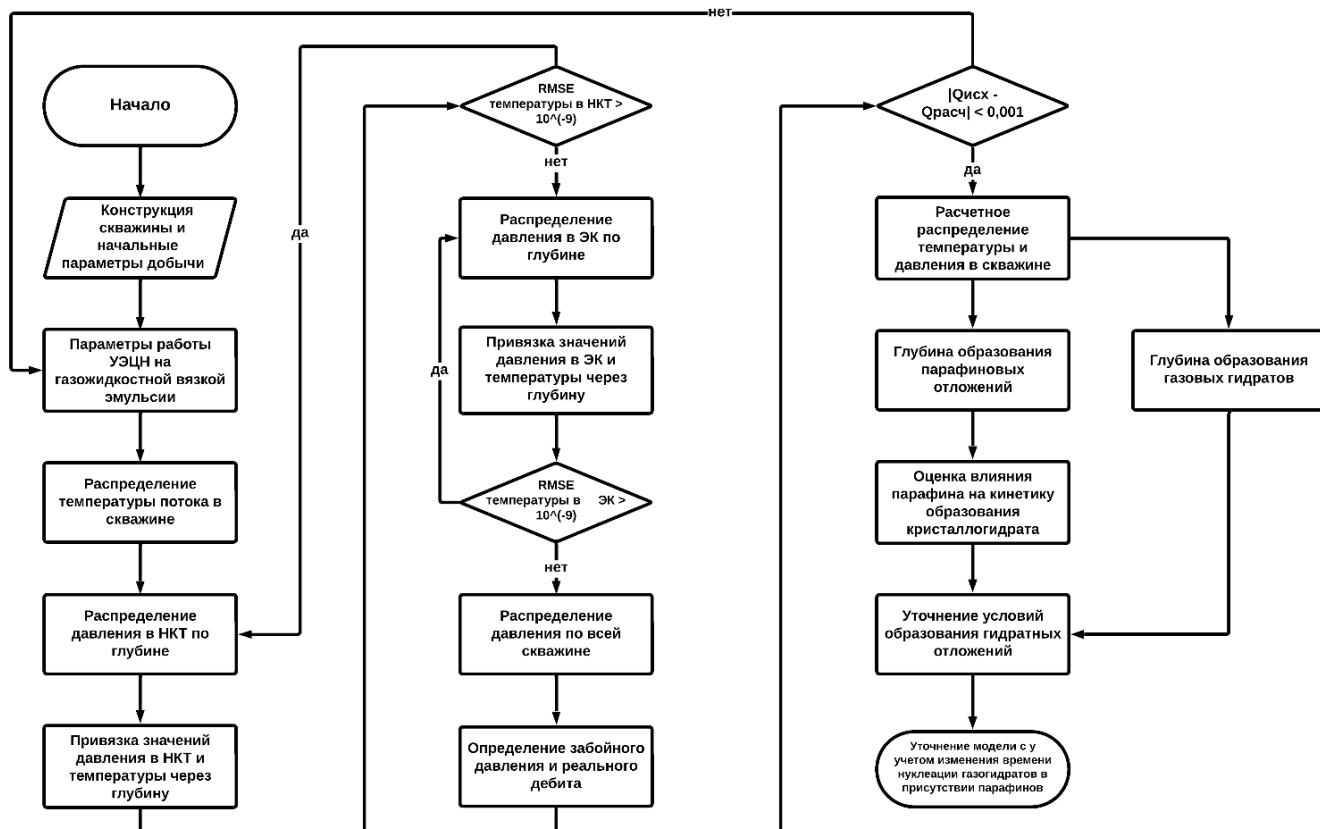 нет
Начало
Конструкция
скважины и
начальные
параметры добычи
Параметры работы
УЭЦН на
газожидкостной вязкой
эмульсии
Распределение
температуры потока в
скважине
Распределение
давления в НКТ по
глубине
Привязка значений
давления в НКТ и
температуры через
глубину
да
RMSE
температуры в НКТ >
10^(-9)
нет
Распределение
давления в ЭК по
глубине
Привязка значений
давления в ЭК и
температуры через
глубину
да
RMSE
температуры в ЭК >
10^(-9)
нет
Распределение
давления по всей
скважине
Определение забойного
давления и реального
дебита
|Qисх -
Qрасч| < 0,001
да
Расчетное
распределение
температуры и
давления в скважине
Глубина образования
парафиновых
отложений
Оценка влияния
парафина на кинетику
образования
кристаллогидрата
Уточнение условий
образования гидратных
отложений
Уточнение модели с у
учетом изменения времени
нуклеации газогидратов в
присутствии парафинов
Глубина образования
газовых гидратов